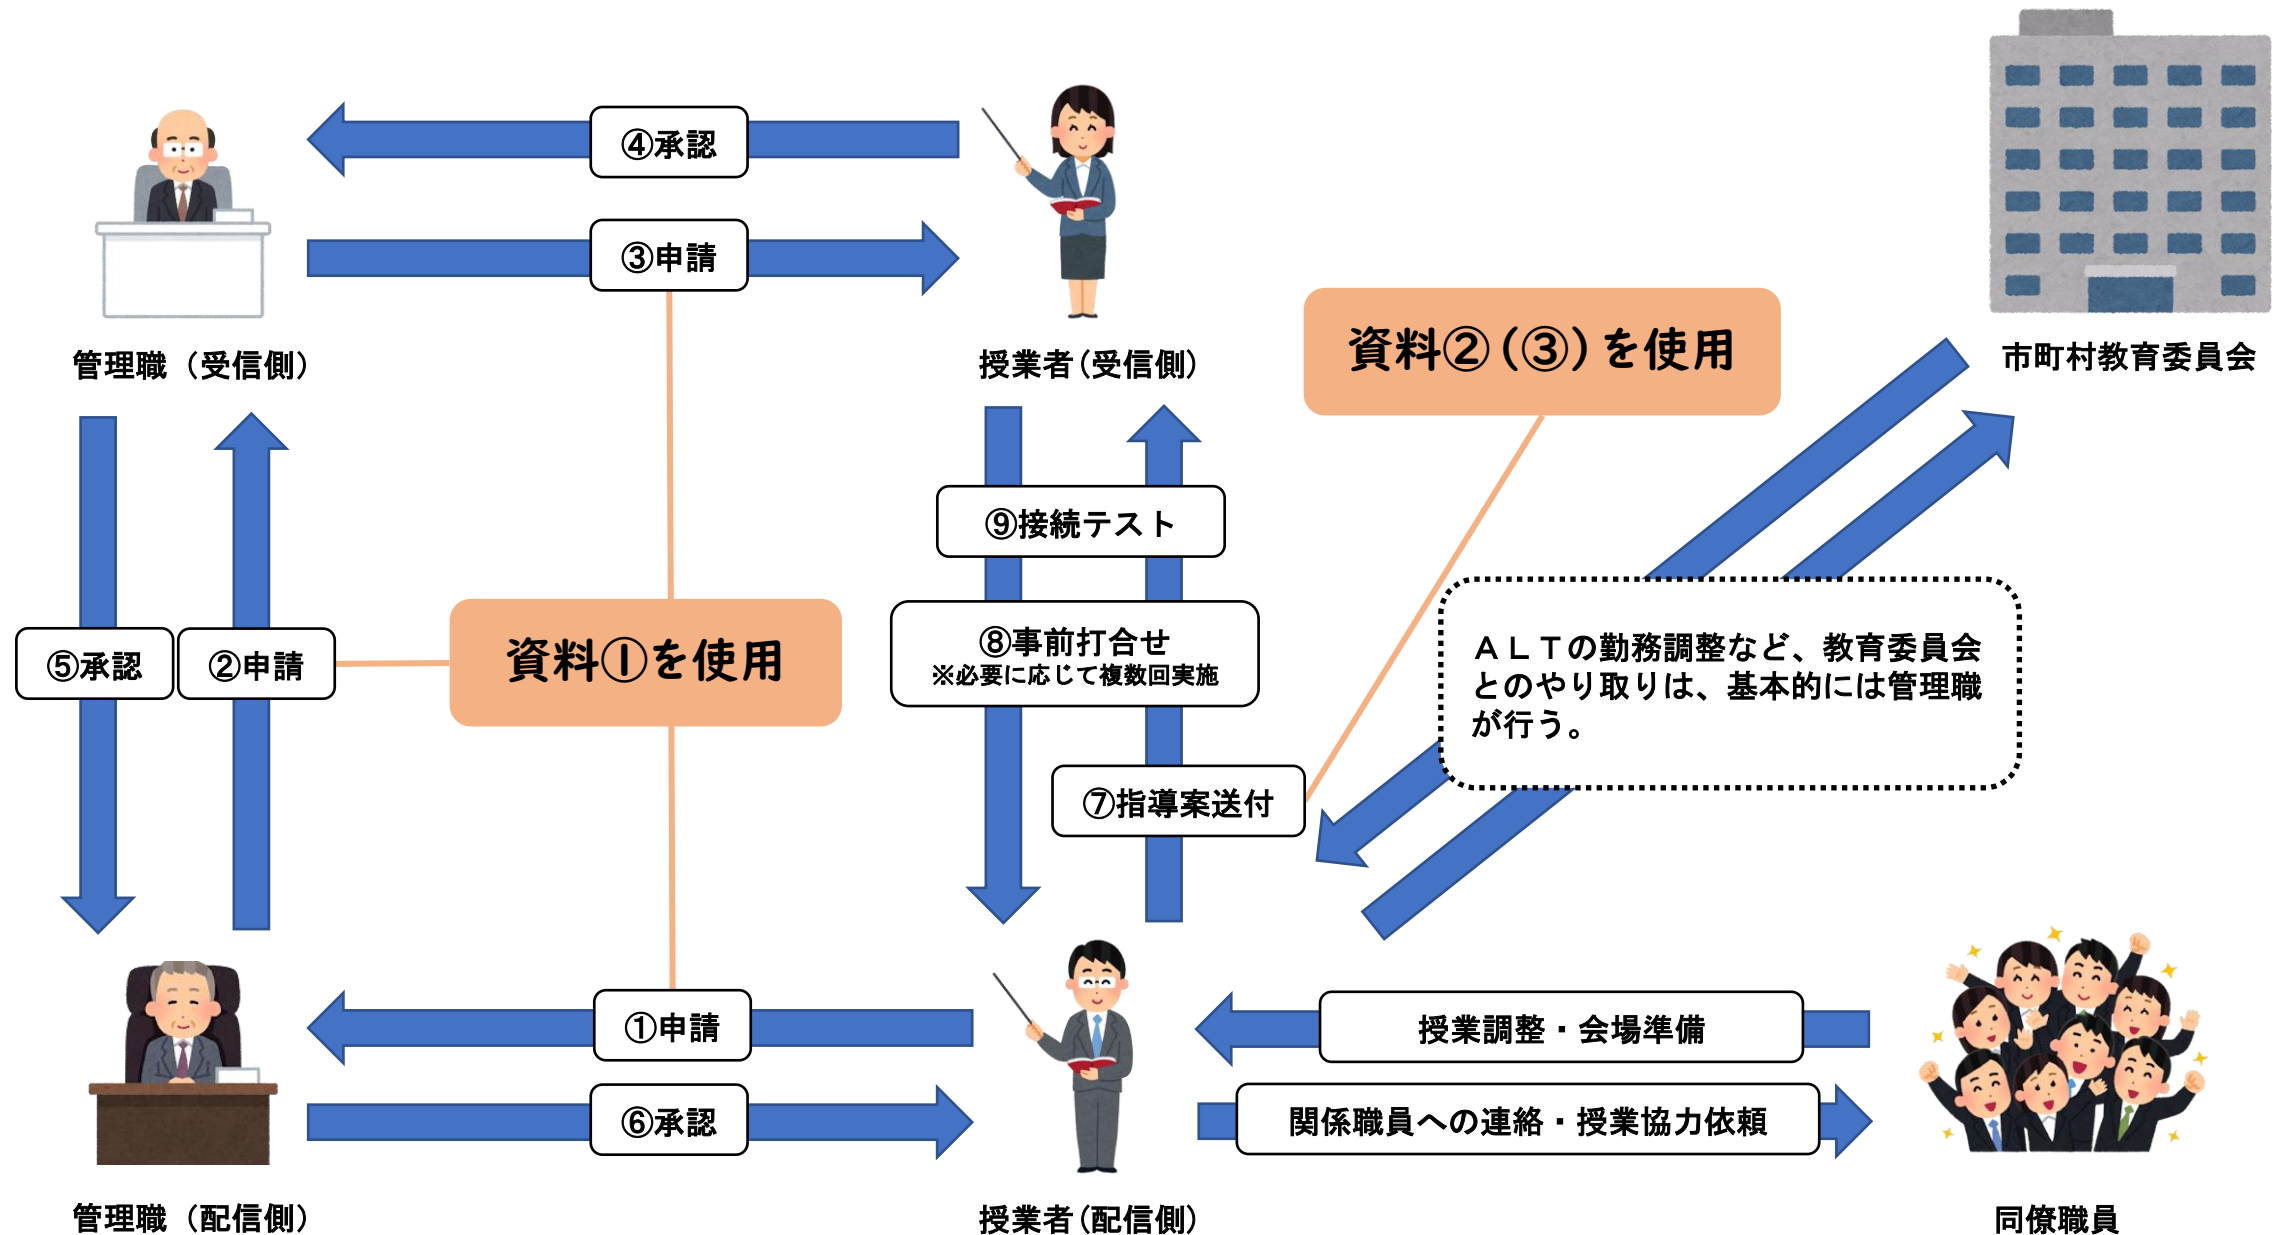 ④承認
③申請
管理職（受信側）
授業者（受信側）
資料②（③）を使用
市町村教育委員会
⑨接続テスト
⑧事前打合せ
※必要に応じて複数回実施
⑤承認
②申請
資料①を使用
ＡＬＴの勤務調整など、教育委員会
とのやり取りは、基本的には管理職
が行う。
⑦指導案送付
①申請
⑥承認
授業調整・会場準備
関係職員への連絡・授業協力依頼
管理職（配信側）
授業者（配信側）
同僚職員